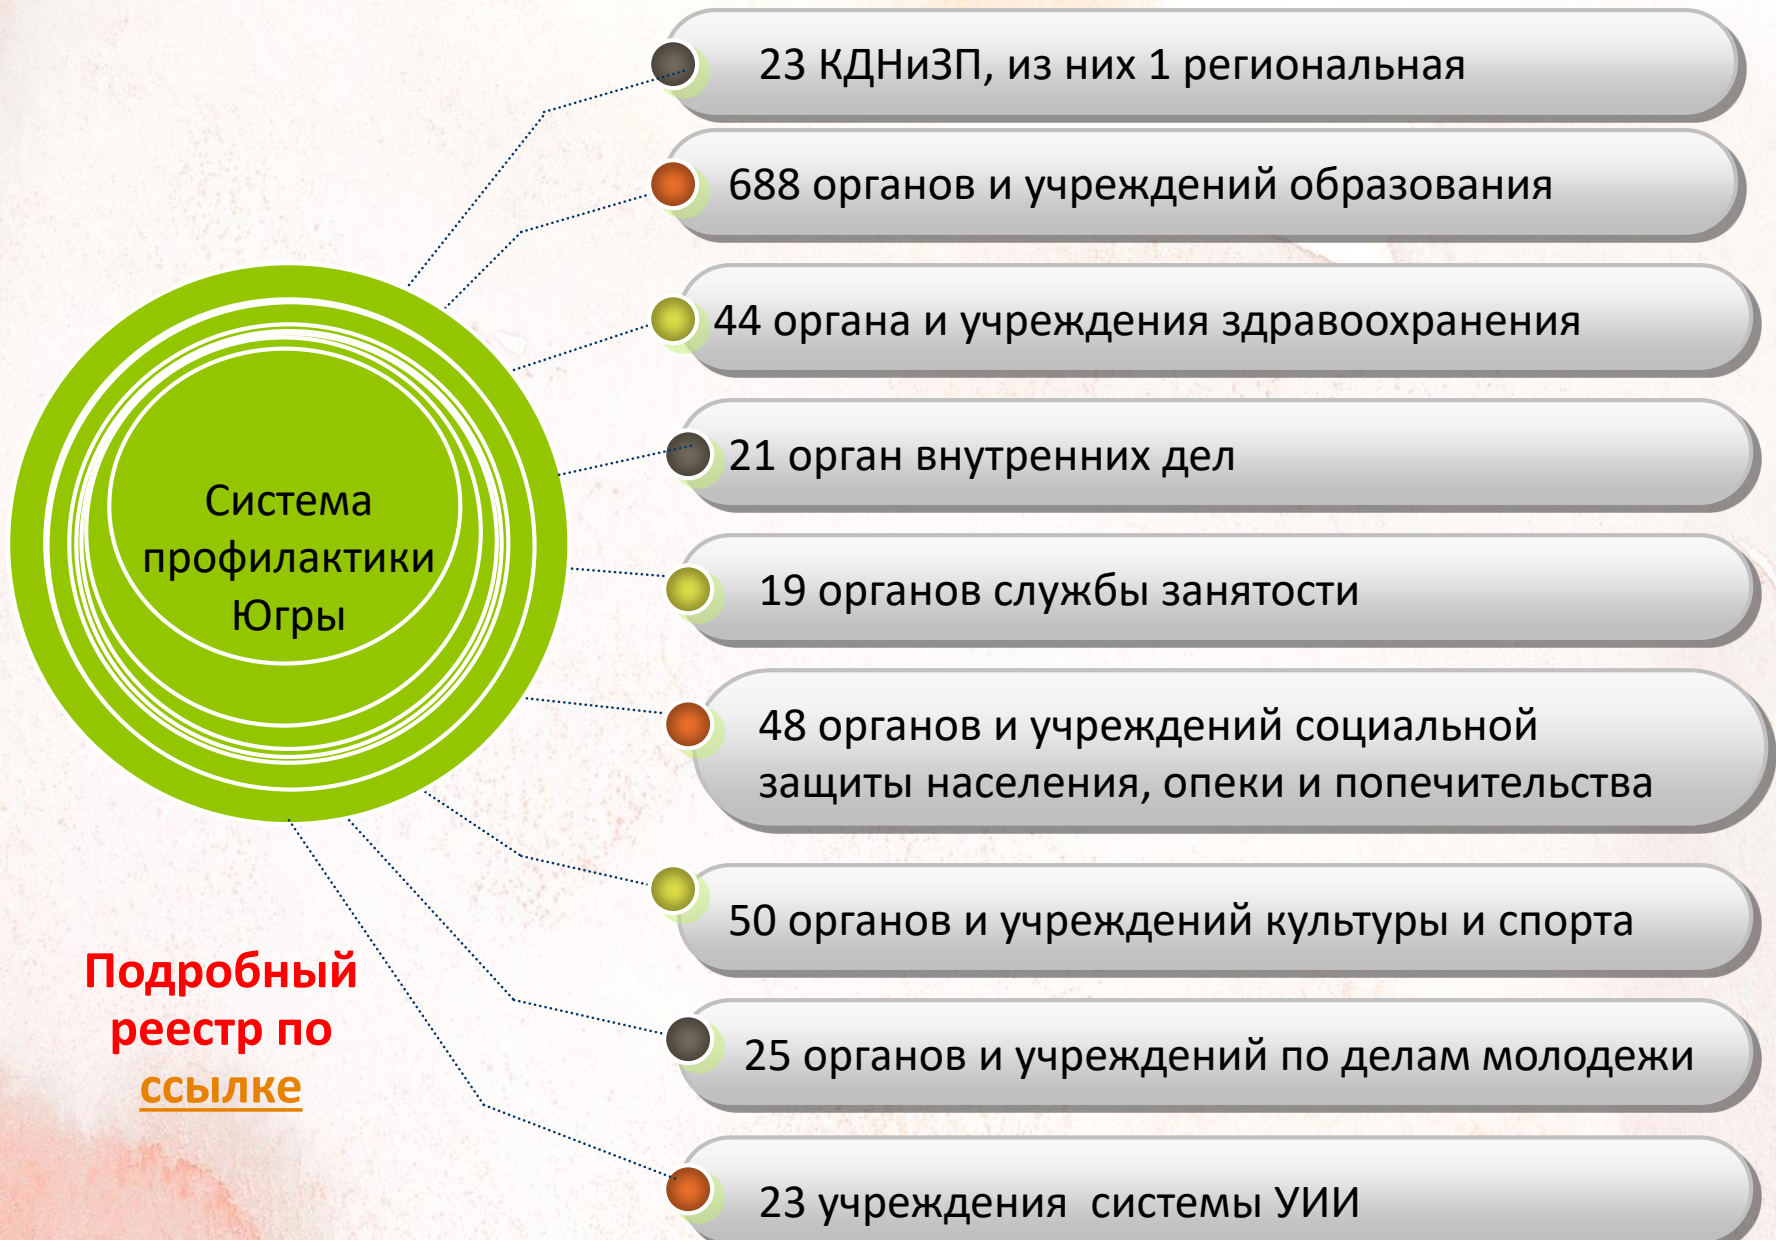 23 КДНиЗП, из них 1 региональная
688 органов и учреждений образования
44 органа и учреждения здравоохранения
21 орган внутренних дел
19 органов службы занятости
48 органов и учреждений социальной
защиты населения, опеки и попечительства
50 органов и учреждений культуры и спорта
25 органов и учреждений по делам молодежи
23 учреждения системы УИИ
Система
профилактики
Югры
Подробный
реестр по
ссылке